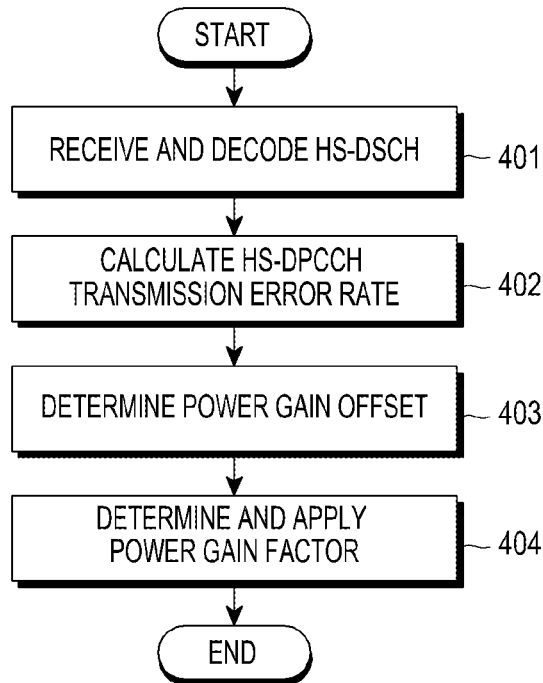 START
RECEIVE AND DECODE HS-DSCH
401
CALCULATE HS-DPCCH
TRANSMISSION ERROR RATE
402
DETERMINE POWER GAIN OFFSET
403
DETERMINE AND APPLY
POWER GAIN FACTOR
404
END